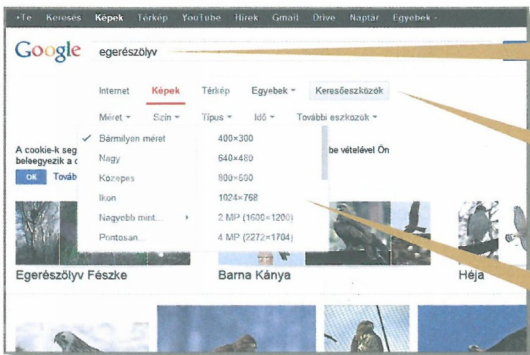 +Te Keresés Képek Térkép YouTube Hírek Gmail Drive Naptár Egyebek
Google egerészölyv
Internet Képek Térkép Egyebek Keresőeszközök
Méret Szín Típus Idő További eszközök
✓ Bármilyen méret
Nagy
Közepes
Ikon
Nagyobb mint...
Pontosan...
400×300
640×480
800×600
1024×768
2 MP (1600×1200)
4 MP (2272×1704)
A cookie-k seg
beleegyezik a c
be vételével Ön
OK Továb
Egerészölyv Fészke Barna Kánya Héja